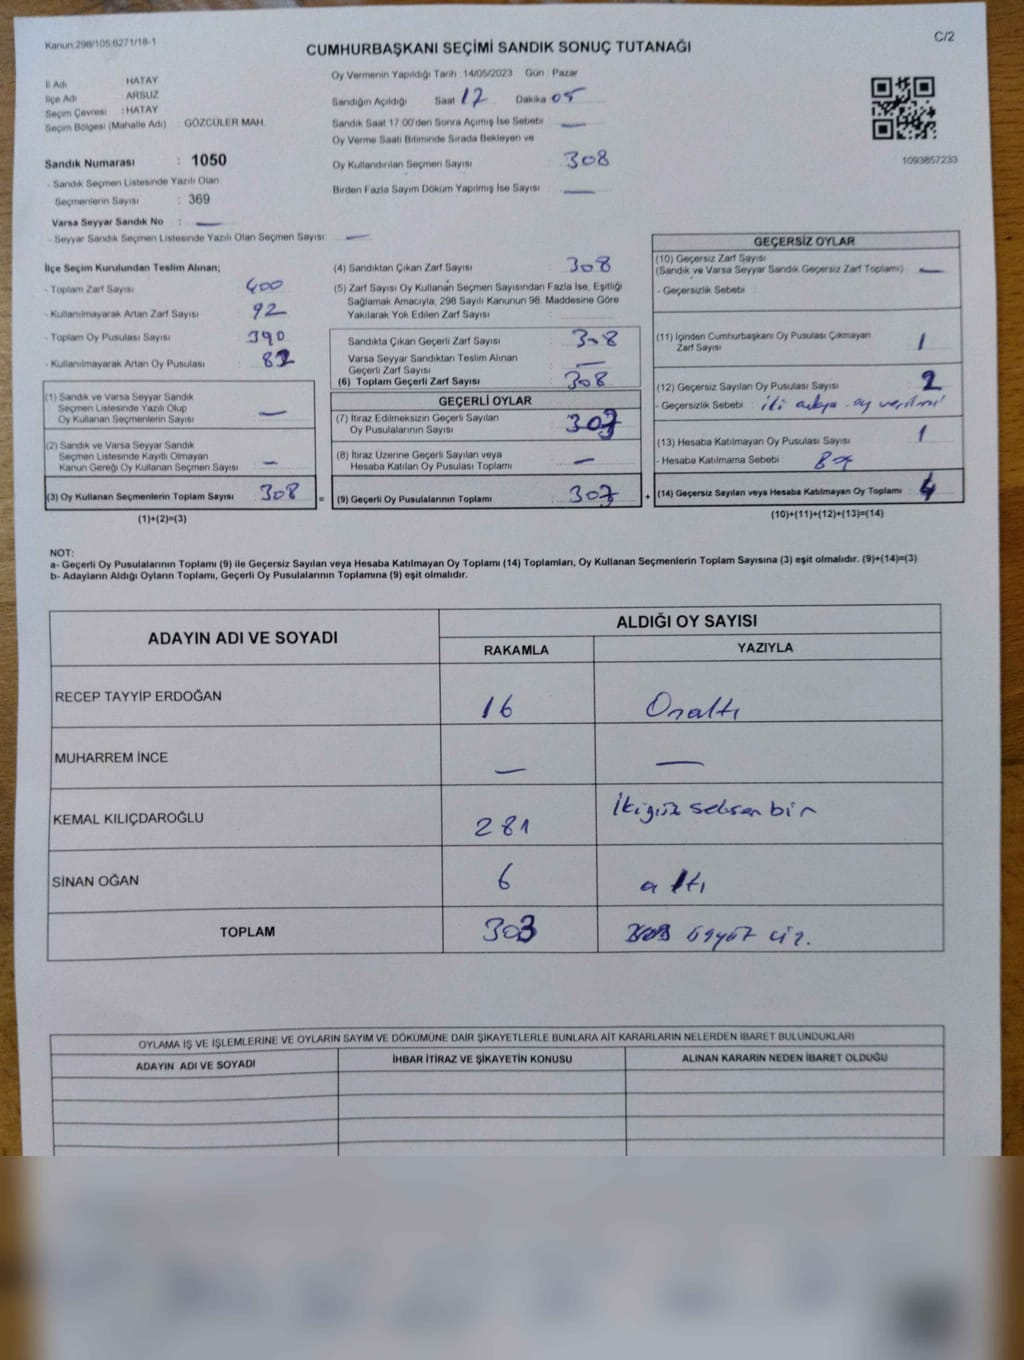 Kanun:298/105;6271/18-1
C/2
CUMHURBAŞKANI SEÇİMİ SANDIK SONUÇ TUTANAĞI
İl Adı : HATAY
İlçe Adı : ARSUZ
Seçim Çevresi : HATAY
Seçim Bölgesi (Mahalle Adı) : GÖZCÜLER MAH.
Sandık Numarası : 1050
- Sandık Seçmen Listesinde Yazılı Olan
Seçmenlerin Sayısı : 369
Varsa Seyyar Sandık No : —
- Seyyar Sandık Seçmen Listesinde Yazılı Olan Seçmen Sayısı: —
Oy Vermenin Yapıldığı Tarih :14/05/2023 Gün : Pazar
Sandığın Açıldığı Saat 17 Dakika 05
Sandık Saat 17.00'den Sonra Açılmış İse Sebebi : —
Oy Verme Saati Bitiminde Sırada Bekleyen ve
Oy Kullandırılan Seçmen Sayısı : 308
Birden Fazla Sayım Döküm Yapılmış İse Sayısı : —
1093857233
İlçe Seçim Kurulundan Teslim Alınan;
- Toplam Zarf Sayısı : 400
- Kullanılmayarak Artan Zarf Sayısı : 92
- Toplam Oy Pusulası Sayısı : 390
- Kullanılmayarak Artan Oy Pusulası : 82
(1) Sandık ve Varsa Seyyar Sandık
Seçmen Listesinde Yazılı Olup
Oy Kullanan Seçmenlerin Sayısı : —
(2) Sandık ve Varsa Seyyar Sandık
Seçmen Listesinde Kayıtlı Olmayan
Kanun Gereği Oy Kullanan Seçmen Sayısı : —
(3) Oy Kullanan Seçmenlerin Toplam Sayısı : 308
(1)+(2)=(3)
(4) Sandıktan Çıkan Zarf Sayısı : 308
(5) Zarf Sayısı Oy Kullanan Seçmen Sayısından Fazla İse, Eşitliği
Sağlamak Amacıyla, 298 Sayılı Kanunun 98. Maddesine Göre
Yakılarak Yok Edilen Zarf Sayısı :
Sandıkta Çıkan Geçerli Zarf Sayısı : 308
Varsa Seyyar Sandıktan Teslim Alınan
Geçerli Zarf Sayısı : —
(6) Toplam Geçerli Zarf Sayısı : 308
GEÇERLİ OYLAR
(7) İtiraz Edilmeksizin Geçerli Sayılan
Oy Pusulalarının Sayısı : 303
(8) İtiraz Üzerine Geçerli Sayılan veya
Hesaba Katılan Oy Pusulası Toplamı : —
= (9) Geçerli Oy Pusulalarının Toplamı : 303
GEÇERSİZ OYLAR
(10) Geçersiz Zarf Sayısı
(Sandık ve Varsa Seyyar Sandık Geçersiz Zarf Toplamı) : —
- Geçersizlik Sebebi :
(11) İçinden Cumhurbaşkanı Oy Pusulası Çıkmayan
Zarf Sayısı : 1
(12) Geçersiz Sayılan Oy Pusulası Sayısı : 2
- Geçersizlik Sebebi : iki adaya oy verilmi
(13) Hesaba Katılmayan Oy Pusulası Sayısı : 1
- Hesaba Katılmama Sebebi
+ (14) Geçersiz Sayılan veya Hesaba Katılmayan Oy Toplamı : 4
(10)+(11)+(12)+(13)=(14)
NOT:
a- Geçerli Oy Pusulalarının Toplamı (9) ile Geçersiz Sayılan veya Hesaba Katılmayan Oy Toplamı (14) Toplamları, Oy Kullanan Seçmenlerin Toplam Sayısına (3) eşit olmalıdır. (9)+(14)=(3)
b- Adayların Aldığı Oyların Toplamı, Geçerli Oy Pusulalarının Toplamına (9) eşit olmalıdır.
ADAYIN ADI VE SOYADI ALDIĞI OY SAYISI
RAKAMLA YAZIYLA
RECEP TAYYİP ERDOĞAN 16 Onaltı
MUHARREM İNCE — —
KEMAL KILIÇDAROĞLU 281 İkiyüz seksen bir
SİNAN OĞAN 6 altı
TOPLAM 303 üçyüz üç.
OYLAMA İŞ VE İŞLEMLERİNE VE OYLARIN SAYIM VE DÖKÜMÜNE DAİR ŞİKAYETLERLE BUNLARA AİT KARARLARIN NELERDEN İBARET BULUNDUKLARI
ADAYIN ADI VE SOYADI İHBAR İTİRAZ VE ŞİKAYETİN KONUSU ALINAN KARARIN NEDEN İBARET OLDUĞU